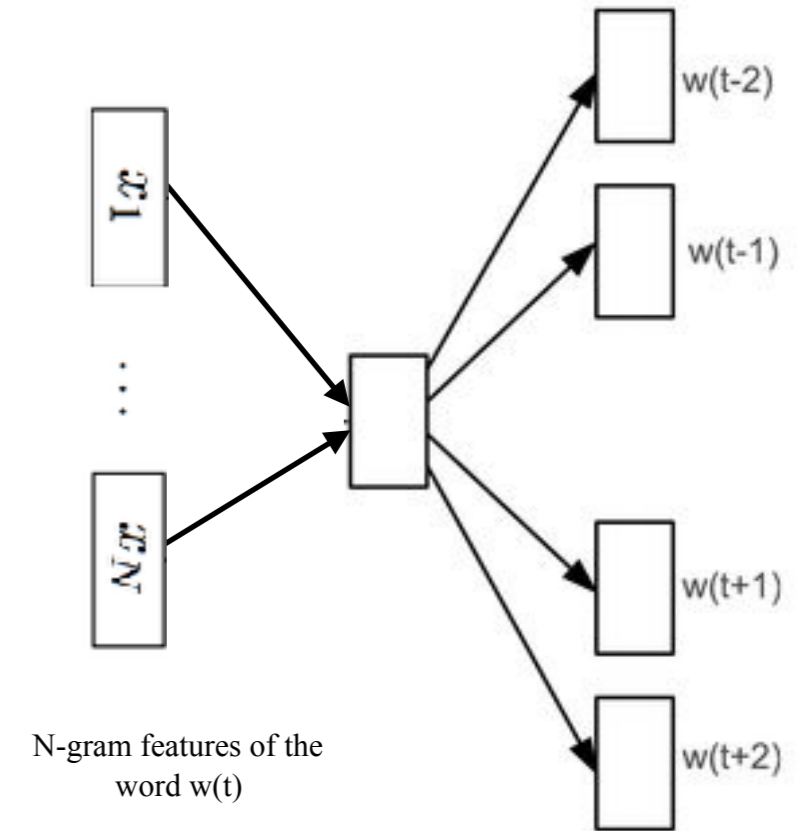 w(t-2)
x1
w(t-1)
...
xN
w(t+1)
N-gram features of the
word w(t)
w(t+2)